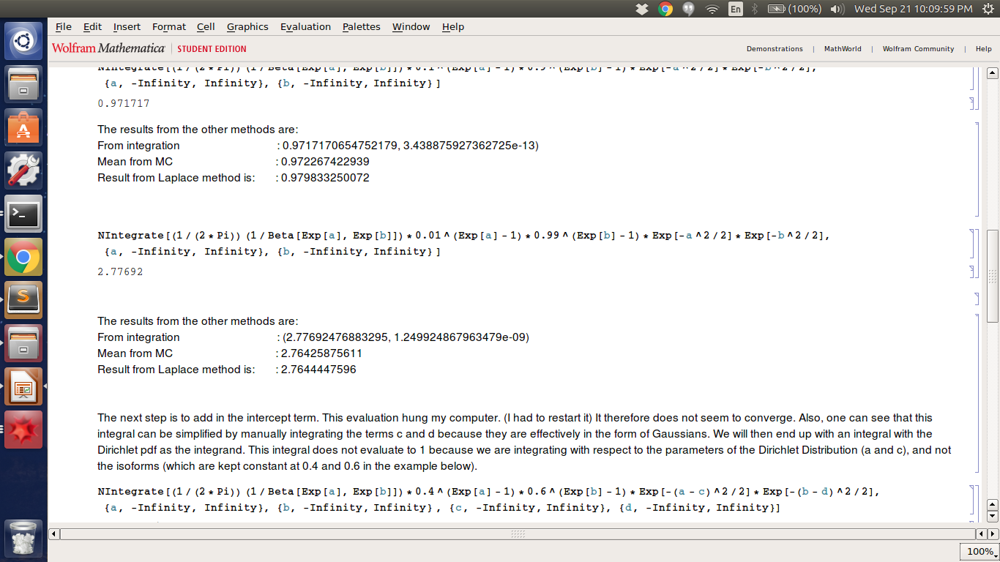 En (100%) Wed Sep 21 10:09:59 PM
File Edit Insert Format Cell Graphics Evaluation Palettes Window Help
Wolfram Mathematica | STUDENT EDITION Demonstrations | MathWorld | Wolfram Community | Help
NIntegrate[(1 / (2 * Pi)) (1 / Beta[Exp[a], Exp[b]]) * 0.1 ^ (Exp[a] - 1) * 0.9 ^ (Exp[b] - 1) * Exp[-a ^ 2 / 2] * Exp[-b ^ 2 / 2],
{a, -Infinity, Infinity}, {b, -Infinity, Infinity}]
0.971717
The results from the other methods are:
From integration : 0.9717170654752179, 3.438875927362725e-13)
Mean from MC : 0.972267422939
Result from Laplace method is: : 0.979833250072
NIntegrate[(1 / (2 * Pi)) (1 / Beta[Exp[a], Exp[b]]) * 0.01 ^ (Exp[a] - 1) * 0.99 ^ (Exp[b] - 1) * Exp[-a ^ 2 / 2] * Exp[-b ^ 2 / 2],
{a, -Infinity, Infinity}, {b, -Infinity, Infinity}]
2.77692
The results from the other methods are:
From integration : (2.77692476883295, 1.249924867963479e-09)
Mean from MC : 2.76425875611
Result from Laplace method is: : 2.7644447596
The next step is to add in the intercept term. This evaluation hung my computer. (I had to restart it) It therefore does not seem to converge. Also, one can see that this
integral can be simplified by manually integrating the terms c and d because they are effectively in the form of Gaussians. We will then end up with an integral with the
Dirichlet pdf as the integrand. This integral does not evaluate to 1 because we are integrating with respect to the parameters of the Dirichlet Distribution (a and c), and not
the isoforms (which are kept constant at 0.4 and 0.6 in the example below).
NIntegrate[(1 / (2 * Pi)) (1 / Beta[Exp[a], Exp[b]]) * 0.4 ^ (Exp[a] - 1) * 0.6 ^ (Exp[b] - 1) * Exp[-(a - c) ^ 2 / 2] * Exp[-(b - d) ^ 2 / 2],
{a, -Infinity, Infinity}, {b, -Infinity, Infinity}, {c, -Infinity, Infinity}, {d, -Infinity, Infinity}]
100%